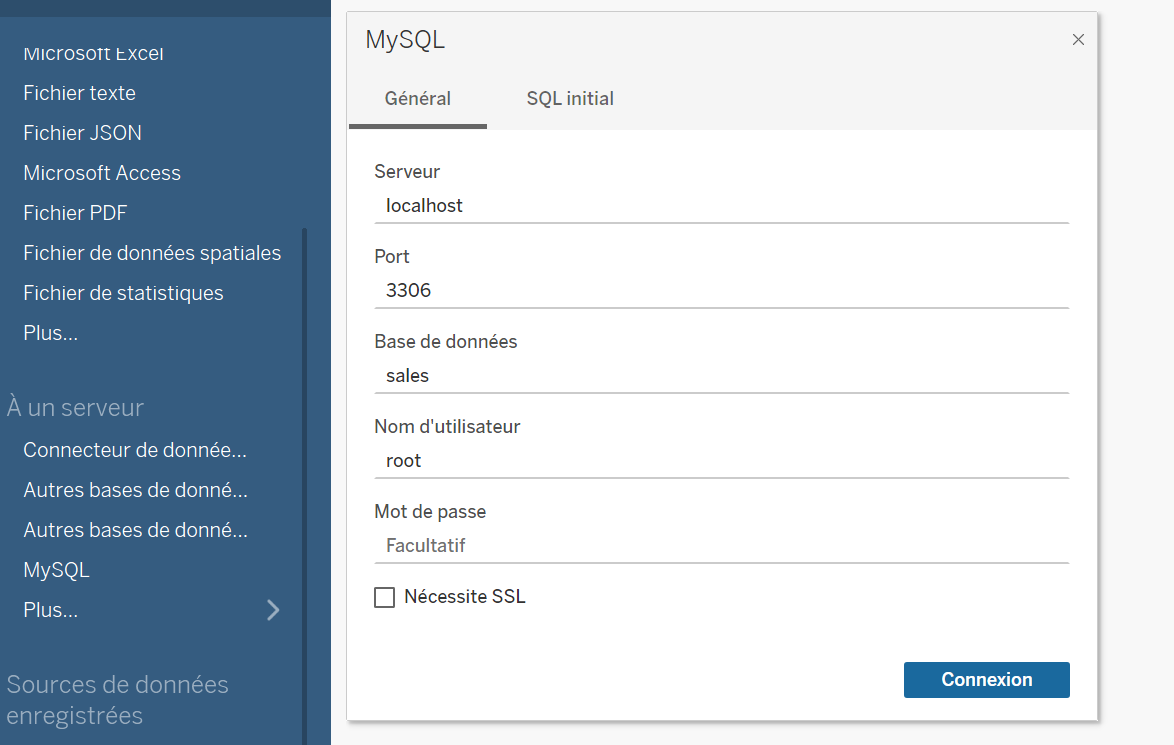 Microsoft Excel
Fichier texte
Fichier JSON
Microsoft Access
Fichier PDF
Fichier de données spatiales
Fichier de statistiques
Plus...
À un serveur
Connecteur de donnée...
Autres bases de donné...
Autres bases de donné...
MySQL
Plus...
Sources de données
enregistrées
MySQL
Général
SQL initial
Serveur
localhost
Port
3306
Base de données
sales
Nom d'utilisateur
root
Mot de passe
Facultatif
Nécessite SSL
Connexion